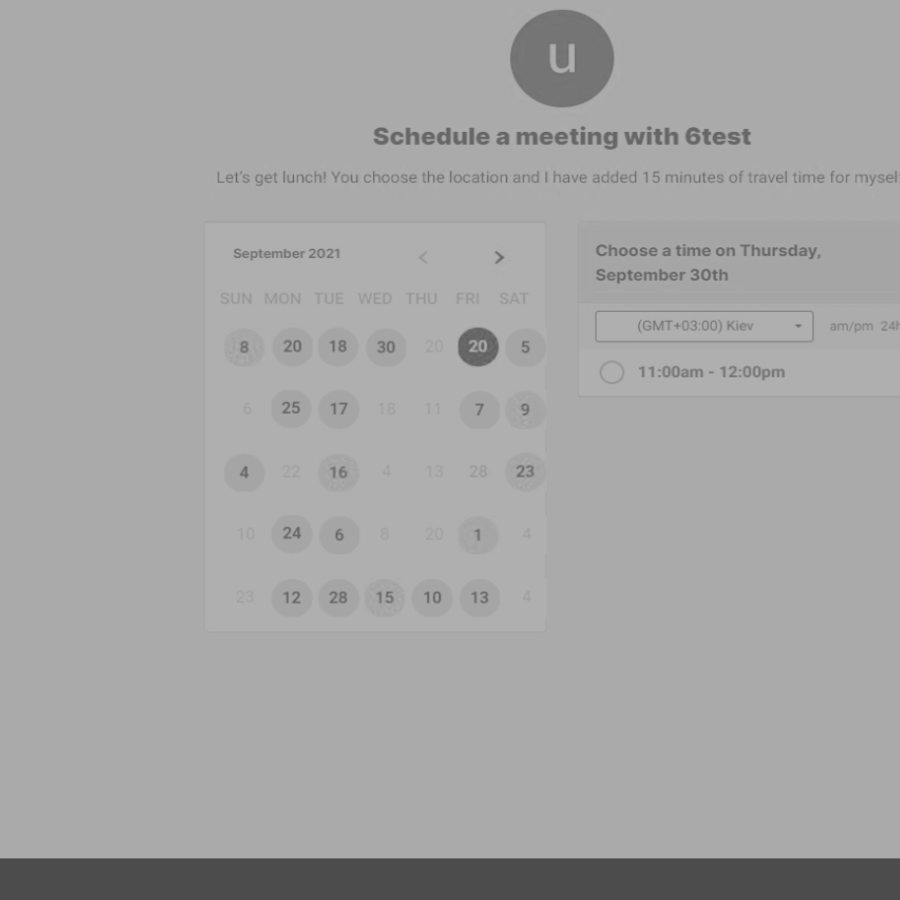 u
Schedule a meeting with 6test
Let's get lunch! You choose the location and I have added 15 minutes of travel time for mysel
September 2021 < >
SUN MON TUE WED THU FRI SAT
8 20 18 30 20 20 5
6 25 17 18 11 7 9
4 22 16 4 13 28 23
10 24 6 8 20 1 4
23 12 28 15 10 13 4
Choose a time on Thursday,
September 30th
(GMT+03:00) Kiev am/pm 24h
11:00am - 12:00pm